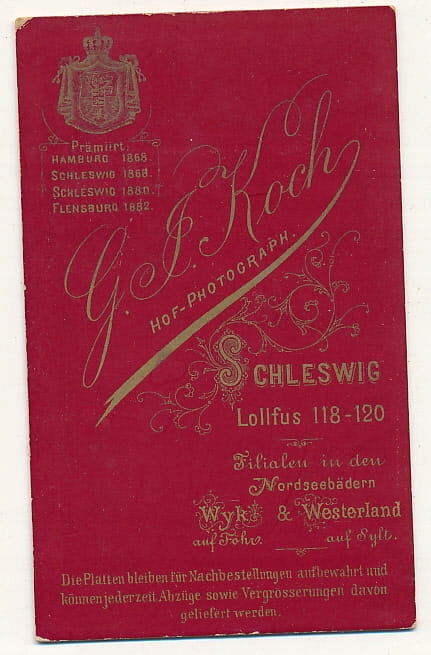 Prämiirt:
HAMBURG 1868.
SCHLESWIG 1868.
SCHLESWIG 1880.
FLENSBURG 1882.
G. J. Koch
HOF-PHOTOGRAPH.
SCHLESWIG
Lollfus 118-120
Filialen in den
Nordseebädern
Wyk & Westerland
auf Föhr. auf Sylt.
Die Platten bleiben für Nachbestellungen aufbewahrt und
können jederzeit Abzüge sowie Vergrösserungen davon
geliefert werden.